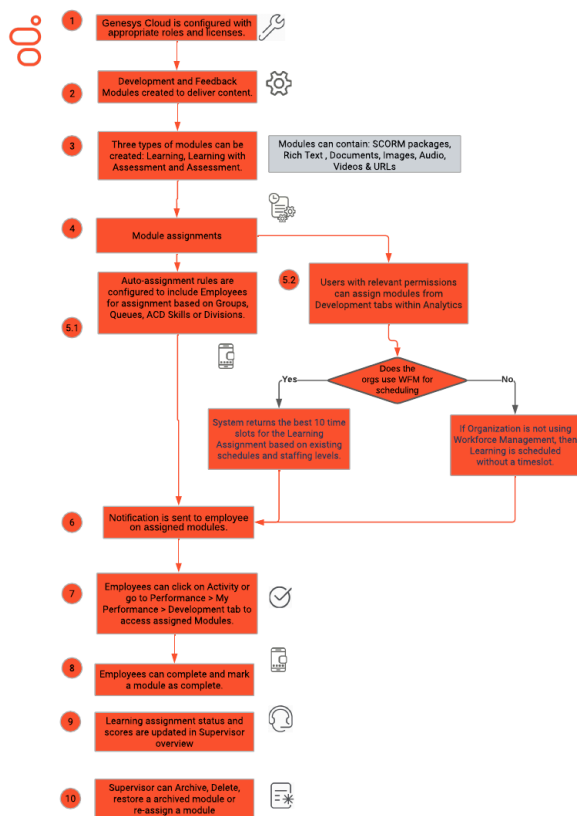 1
Genesys Cloud is configured with
appropriate roles and licenses.
2
Development and Feedback
Modules created to deliver content.
3
Three types of modules can be
created: Learning, Learning with
Assessment and Assessment.
Modules can contain: SCORM packages,
Rich Text , Documents, Images, Audio,
Videos & URLs
4
Module assignments
5.1
Auto-assignment rules are
configured to include Employees
for assignment based on Groups,
Queues, ACD Skills or Divisions.
5.2
Users with relevant permissions
can assign modules from
Development tabs within Analytics
Does the
orgs use WFM for
scheduling
Yes
No
System returns the best 10 time
slots for the Learning
Assignment based on existing
schedules and staffing levels.
If Organization is not using
Workforce Management, then
Learning is scheduled
without a timeslot.
6
Notification is sent to employee
on assigned modules.
7
Employees can click on Activity or
go to Performance > My
Performance > Development tab to
access assigned Modules.
8
Employees can complete and mark
a module as complete.
9
Learning assignment status and
scores are updated in Supervisor
overview
10
Supervisor can Archive, Delete,
restore a archived module or
re-assign a module